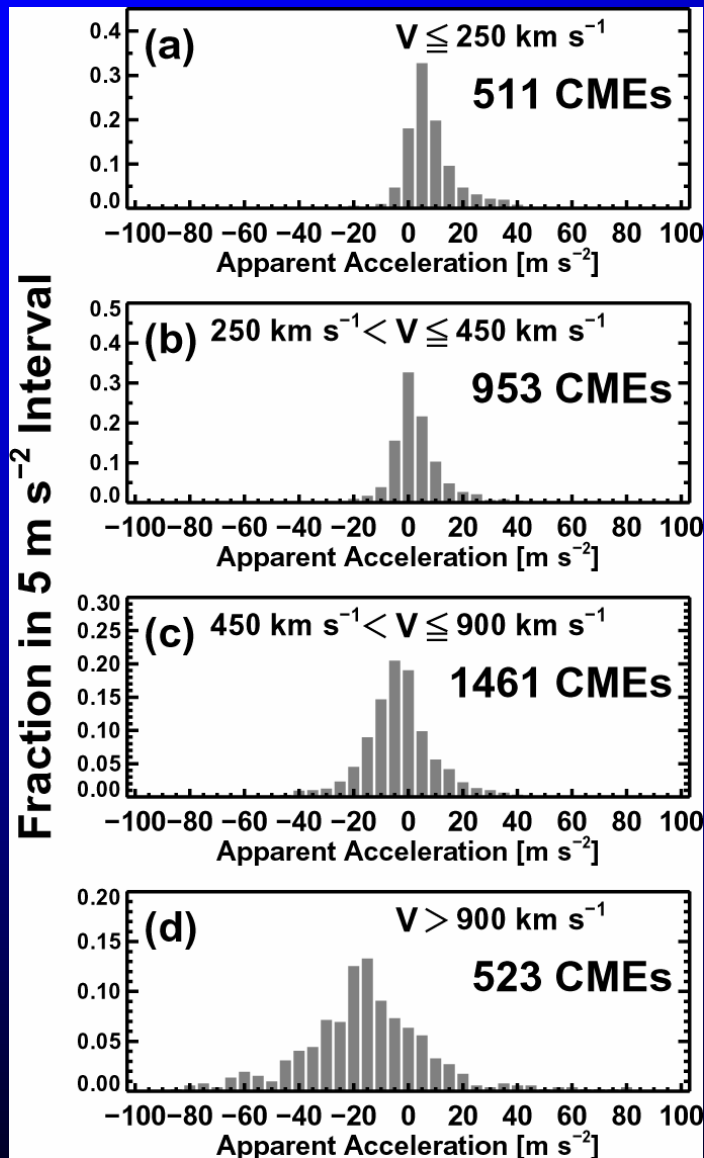 Fraction in 5 m s⁻² Interval
(a) V ≦ 250 km s⁻¹
511 CMEs
0.4
0.3
0.2
0.1
0.0
−100 −80 −60 −40 −20 0 20 40 60 80 100
Apparent Acceleration [m s⁻²]
(b) 250 km s⁻¹ < V ≦ 450 km s⁻¹
953 CMEs
0.5
0.4
0.3
0.2
0.1
0.0
−100 −80 −60 −40 −20 0 20 40 60 80 100
Apparent Acceleration [m s⁻²]
(c) 450 km s⁻¹ < V ≦ 900 km s⁻¹
1461 CMEs
0.30
0.25
0.20
0.15
0.10
0.05
0.00
−100 −80 −60 −40 −20 0 20 40 60 80 100
Apparent Acceleration [m s⁻²]
(d) V > 900 km s⁻¹
523 CMEs
0.20
0.15
0.10
0.05
0.00
−100 −80 −60 −40 −20 0 20 40 60 80 100
Apparent Acceleration [m s⁻²]